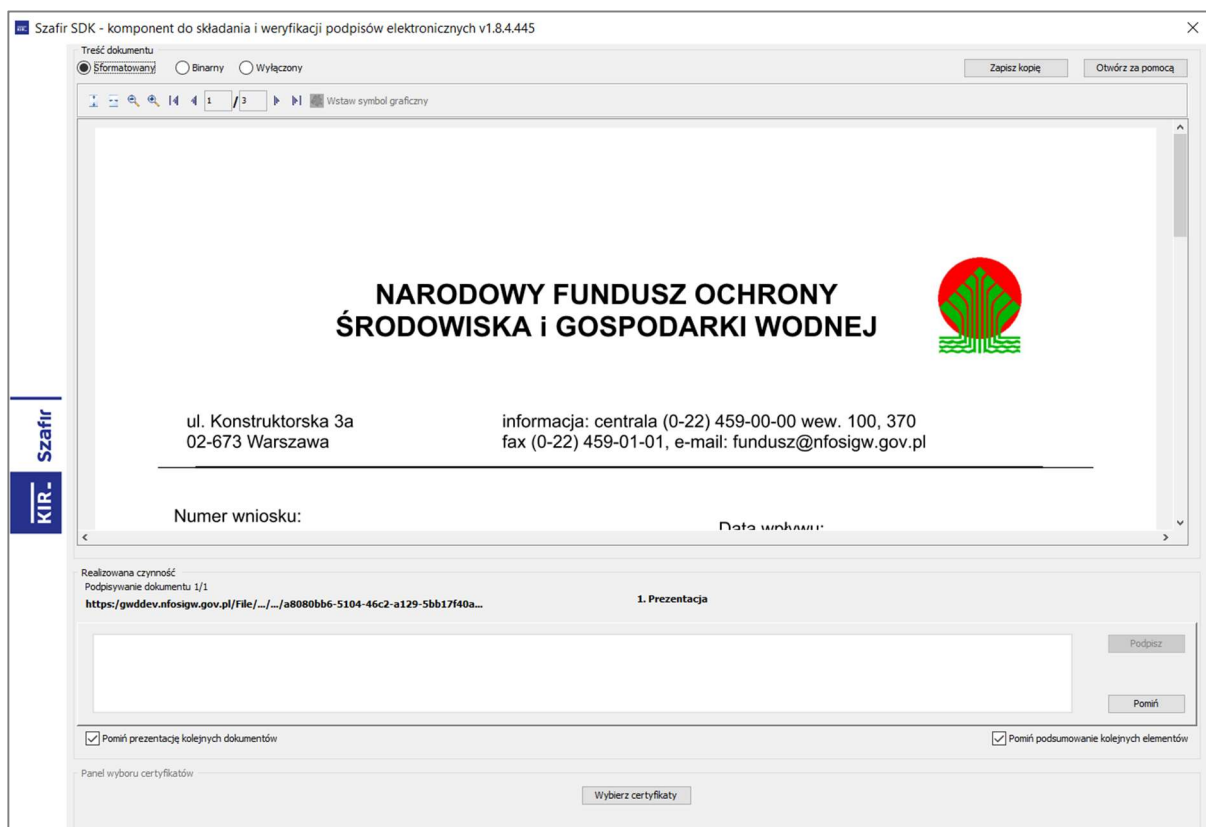 Szafir SDK - komponent do składania i weryfikacji podpisów elektronicznych v1.8.4.445
Treść dokumentu
Sformatowany Binarny Wyłączony Zapisz kopię Otwórz za pomocą
1 / 3 Wstaw symbol graficzny
NARODOWY FUNDUSZ OCHRONY
ŚRODOWISKA i GOSPODARKI WODNEJ
ul. Konstruktorska 3a informacja: centrala (0-22) 459-00-00 wew. 100, 370
02-673 Warszawa fax (0-22) 459-01-01, e-mail: fundusz@nfosigw.gov.pl
Numer wniosku:
Data wpływu:
KIR Szafir
Realizowana czynność
Podpisywanie dokumentu 1/1
https:/gwddev.nfosigw.gov.pl/File/.../.../a8080bb6-5104-46c2-a129-5bb17f40a... 1. Prezentacja
Podpisz
Pomiń
Pomiń prezentację kolejnych dokumentów Pomiń podsumowanie kolejnych elementów
Panel wyboru certyfikatów
Wybierz certyfikaty